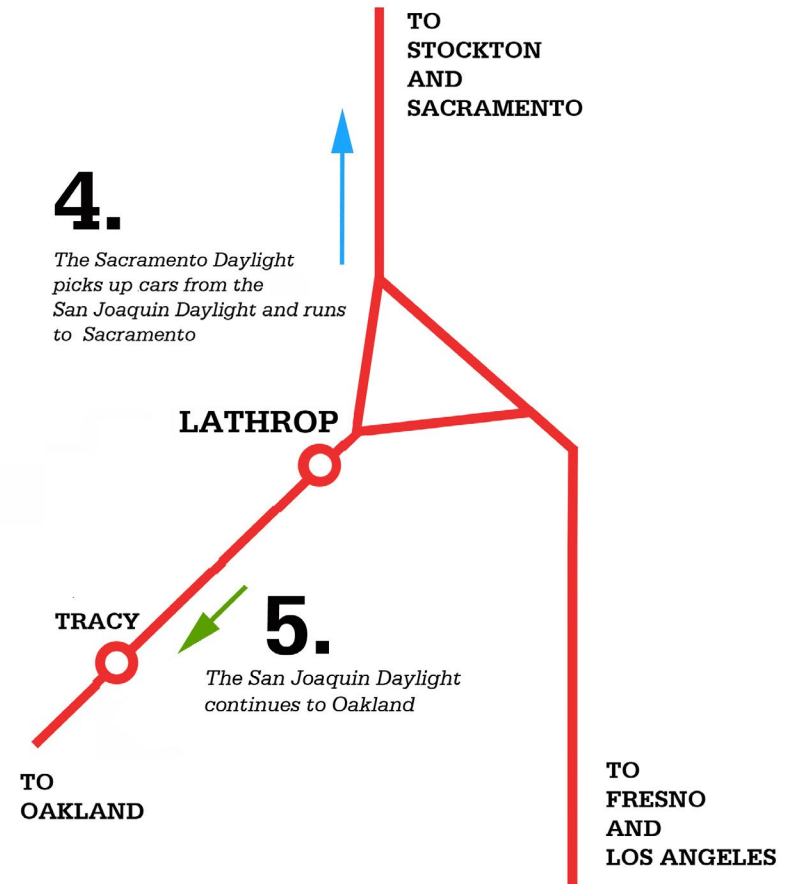 TO
STOCKTON
AND
SACRAMENTO
4.
The Sacramento Daylight
picks up cars from the
San Joaquin Daylight and runs
to Sacramento
LATHROP
TRACY
5.
The San Joaquin Daylight
continues to Oakland
TO
OAKLAND
TO
FRESNO
AND
LOS ANGELES